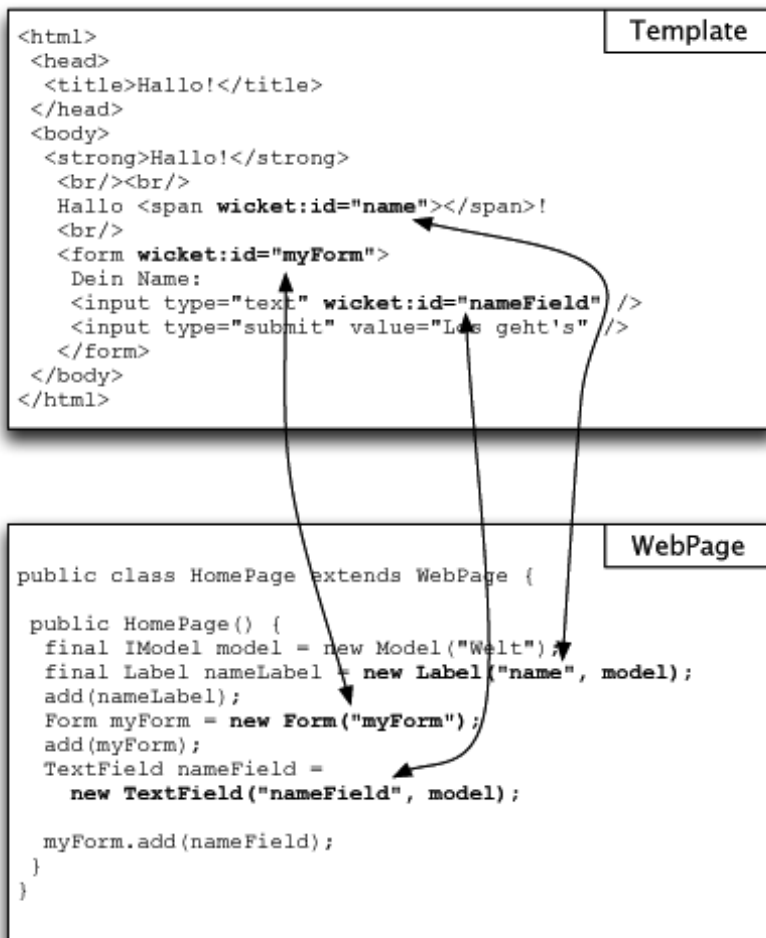 Template
<html>
<head>
<title>Hallo!</title>
</head>
<body>
<strong>Hallo!</strong>
<br/><br/>
Hallo <span wicket:id="name"></span>!
<br/>
<form wicket:id="myForm">
Dein Name:
<input type="text" wicket:id="nameField" />
<input type="submit" value="Los geht's" />
</form>
</body>
</html>
WebPage
public class HomePage extends WebPage {
public HomePage() {
final IModel model = new Model("Welt");
final Label nameLabel = new Label("name", model);
add(nameLabel);
Form myForm = new Form("myForm");
add(myForm);
TextField nameField =
new TextField("nameField", model);
myForm.add(nameField);
}
}